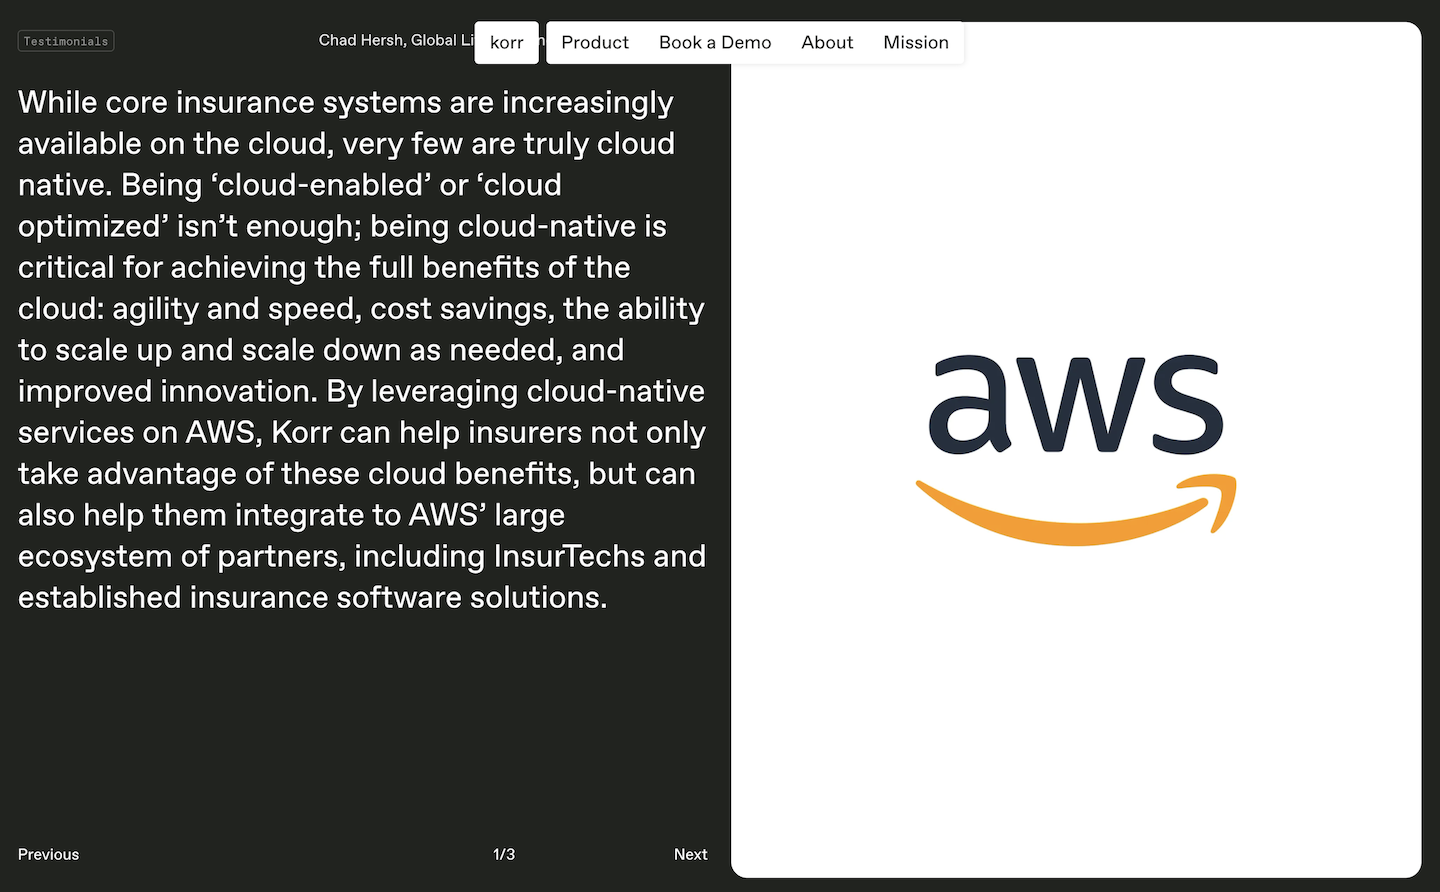 Testimonials
Chad Hersh, Global
korr
Product
Book a Demo
About
Mission
While core insurance systems are increasingly
available on the cloud, very few are truly cloud
native. Being ‘cloud-enabled’ or ‘cloud
optimized’ isn’t enough; being cloud-native is
critical for achieving the full benefits of the
cloud: agility and speed, cost savings, the ability
to scale up and scale down as needed, and
improved innovation. By leveraging cloud-native
services on AWS, Korr can help insurers not only
take advantage of these cloud benefits, but can
also help them integrate to AWS’ large
ecosystem of partners, including InsurTechs and
established insurance software solutions.
aws
Previous
1/3
Next